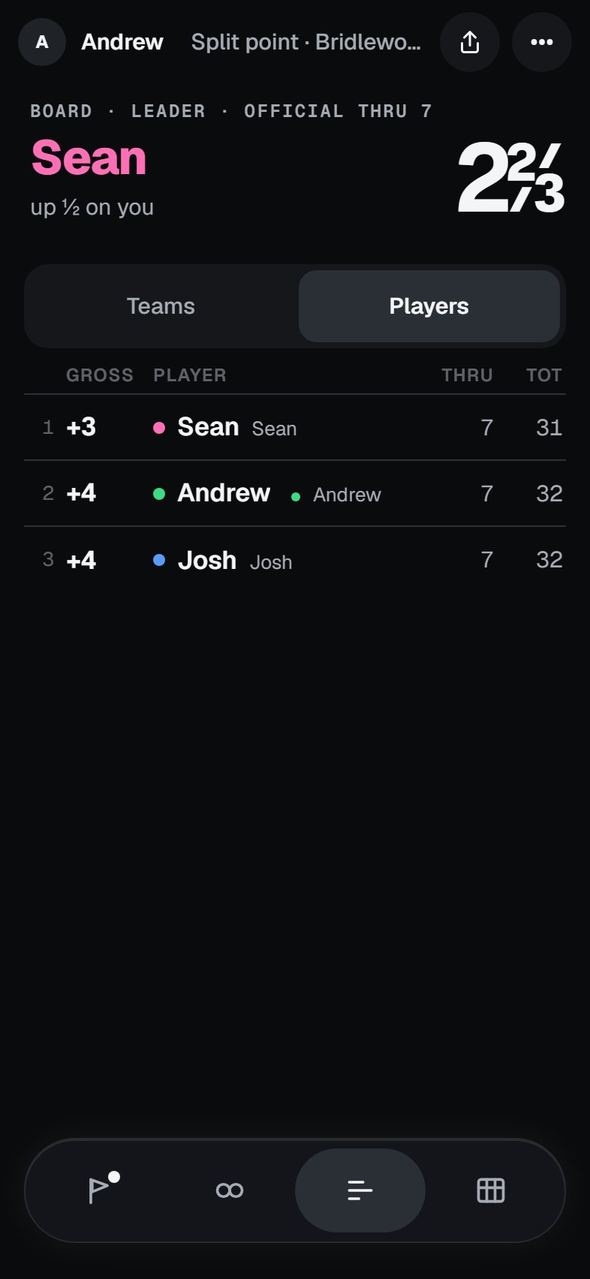 A Andrew Split point · Bridlewo...
BOARD · LEADER · OFFICIAL THRU 7
Sean 2⅔
up ½ on you
Teams Players
GROSS PLAYER THRU TOT
1 +3 Sean Sean 7 31
2 +4 Andrew Andrew 7 32
3 +4 Josh Josh 7 32